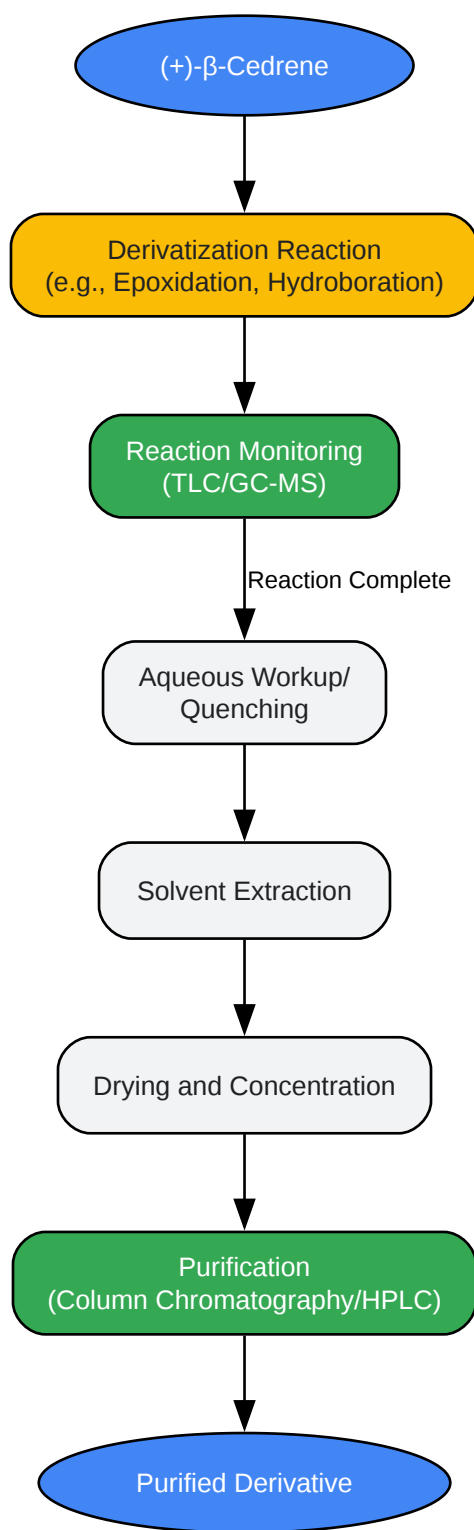 (+)-β-Cedrene
Derivatization Reaction
(e.g., Epoxidation, Hydroboration)
Reaction Monitoring
(TLC/GC-MS)
Reaction Complete
Aqueous Workup/
Quenching
Solvent Extraction
Drying and Concentration
Purification
(Column Chromatography/HPLC)
Purified Derivative